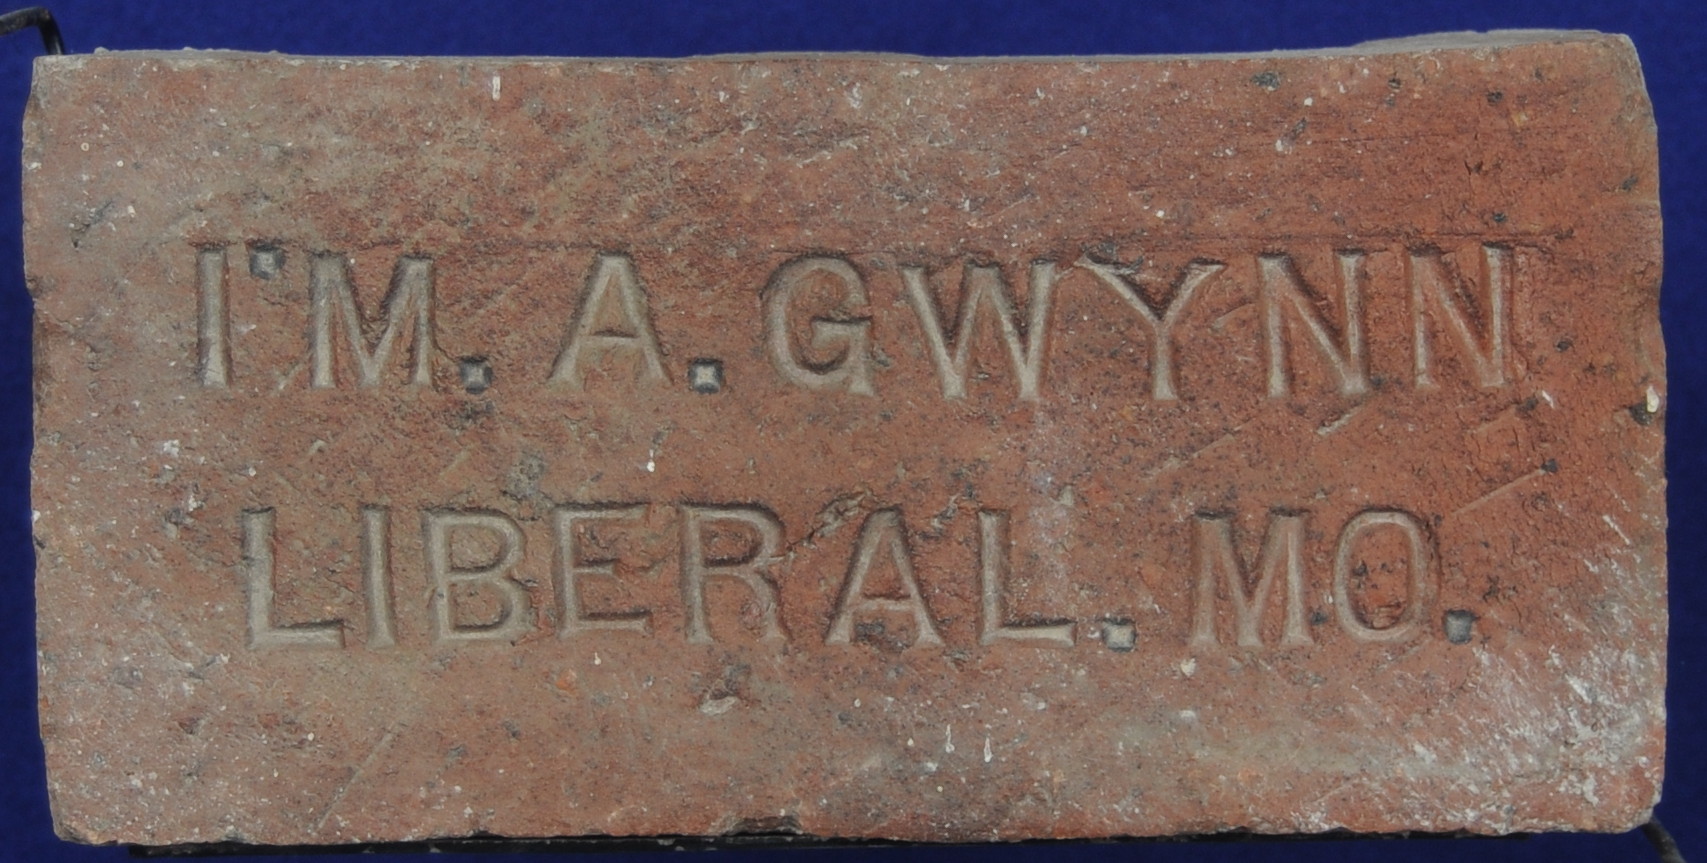 I'M. A. GWYNN
LIBERAL. MO.